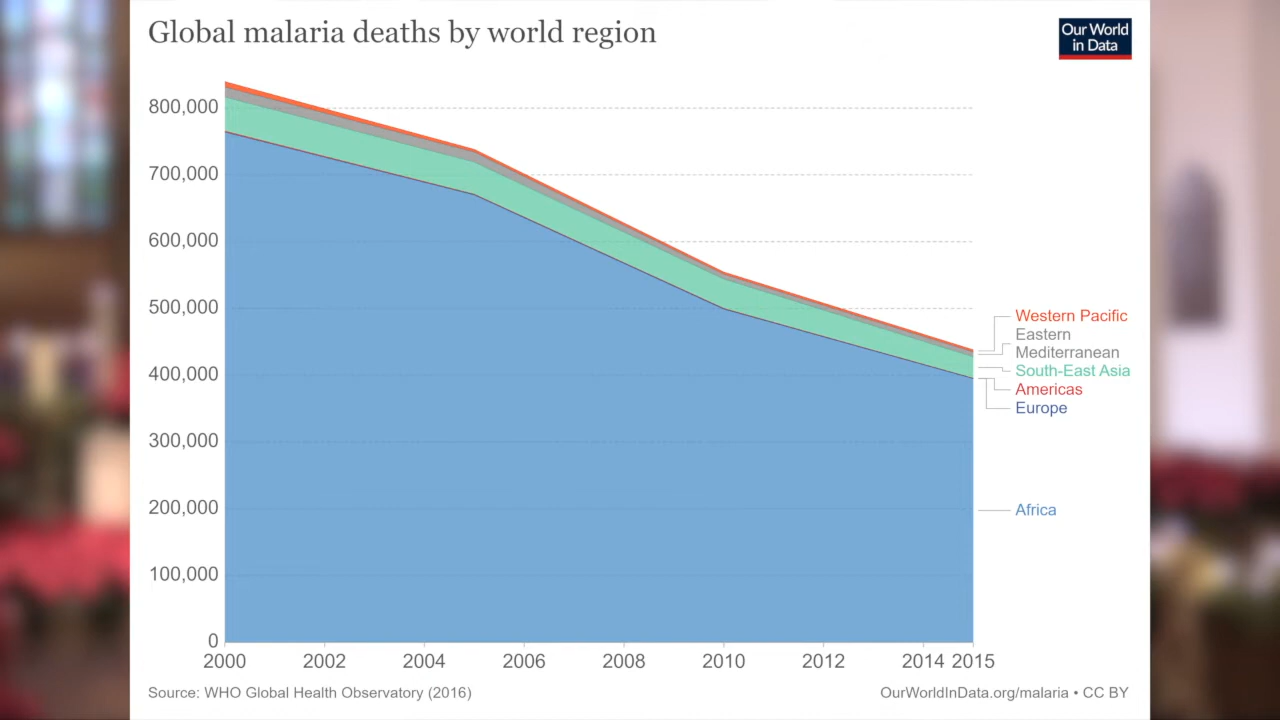 Global malaria deaths by world region
Our World
in Data
800,000
700,000
600,000
500,000
400,000
300,000
200,000
100,000
0
2000 2002 2004 2006 2008 2010 2012 2014 2015
Western Pacific
Eastern
Mediterranean
South-East Asia
Americas
Europe
Africa
Source: WHO Global Health Observatory (2016)
OurWorldInData.org/malaria • CC BY